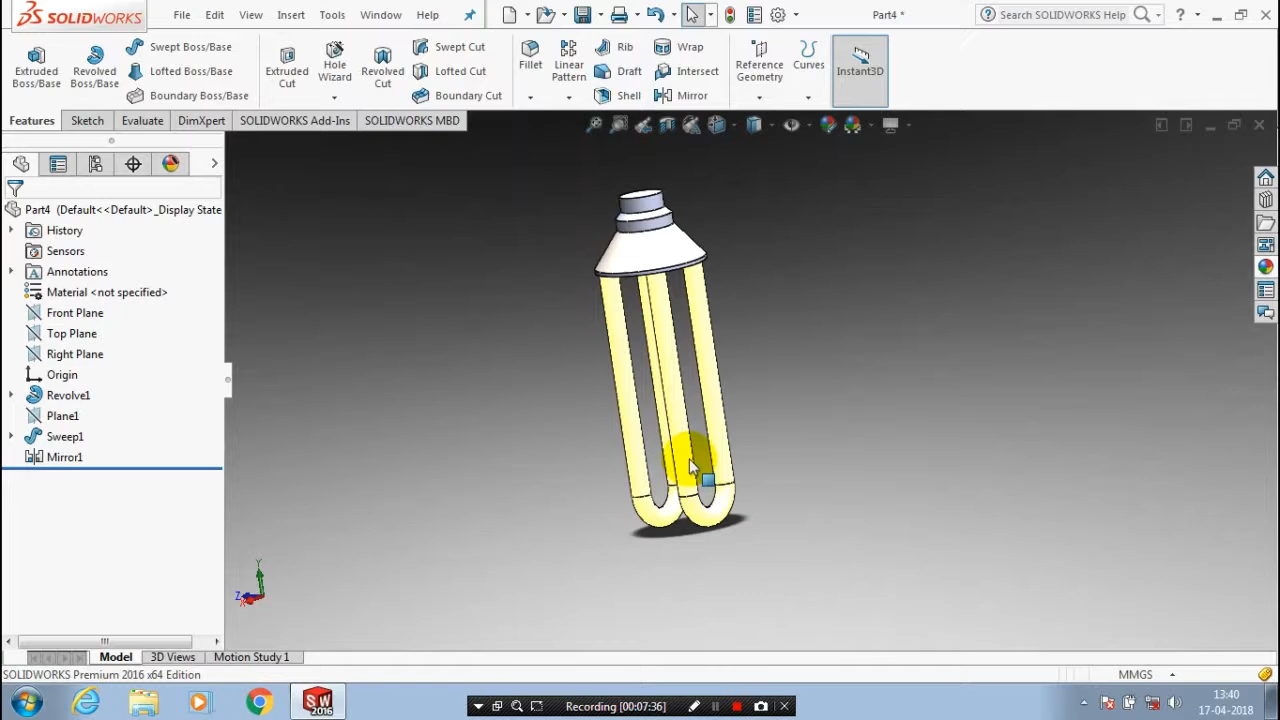 SOLIDWORKS File Edit View Insert Tools Window Help Part4 * Search SOLIDWORKS Help
Extruded Boss/Base
Revolved Boss/Base
Swept Boss/Base
Lofted Boss/Base
Boundary Boss/Base
Extruded Cut
Hole Wizard
Revolved Cut
Swept Cut
Lofted Cut
Boundary Cut
Fillet
Linear Pattern
Rib
Draft
Shell
Wrap
Intersect
Mirror
Reference Geometry
Curves
Instant3D
Features Sketch Evaluate DimXpert SOLIDWORKS Add-Ins SOLIDWORKS MBD
Part4 (Default<<Default>_Display State
History
Sensors
Annotations
Material <not specified>
Front Plane
Top Plane
Right Plane
Origin
Revolve1
Plane1
Sweep1
Mirror1
Y
Z
X
Model 3D Views Motion Study 1
SOLIDWORKS Premium 2016 x64 Edition MMGS
SW 2016
Recording [00:07:36]
13:40
17-04-2018